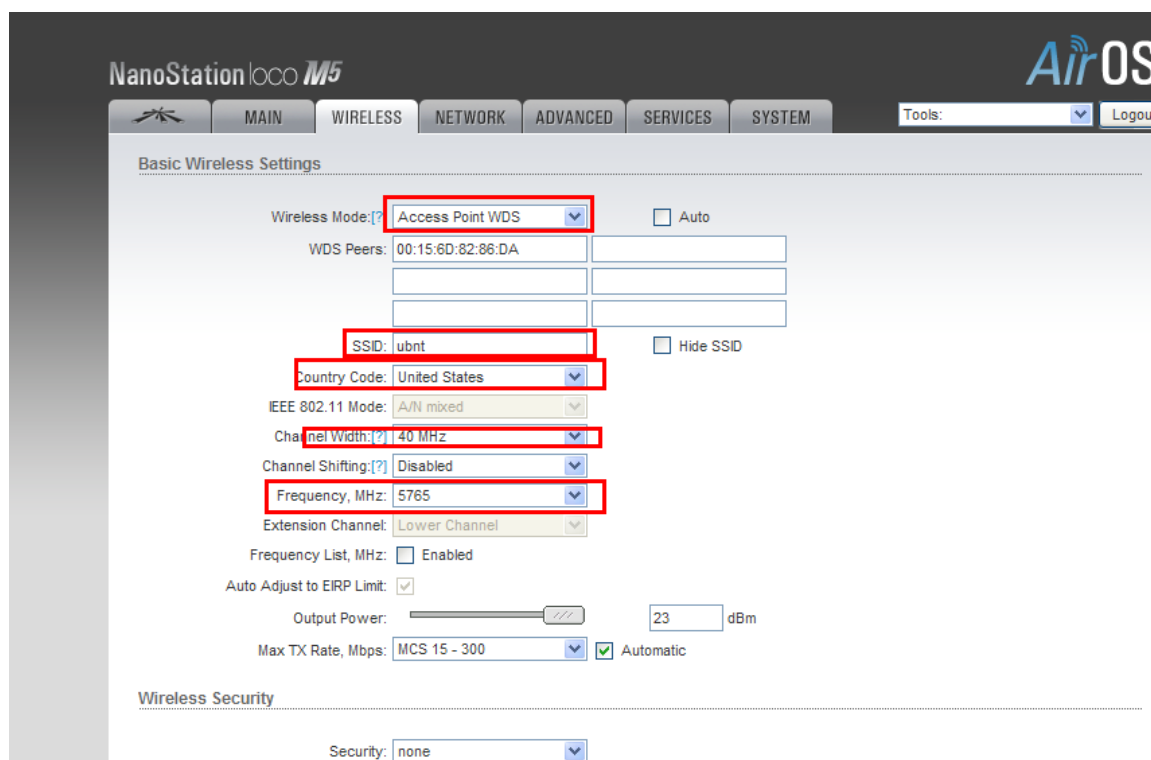 AirOS
NanoStation loco M5
MAIN WIRELESS NETWORK ADVANCED SERVICES SYSTEM Tools: Logou
Basic Wireless Settings
Wireless Mode:[? Access Point WDS Auto
WDS Peers: 00:15:6D:82:86:DA
SSID: ubnt Hide SSID
Country Code: United States
IEEE 802.11 Mode: A/N mixed
Channel Width:[?] 40 MHz
Channel Shifting:[?] Disabled
Frequency, MHz: 5765
Extension Channel: Lower Channel
Frequency List, MHz: Enabled
Auto Adjust to EIRP Limit:
Output Power: 23 dBm
Max TX Rate, Mbps: MCS 15 - 300 Automatic
Wireless Security
Security: none